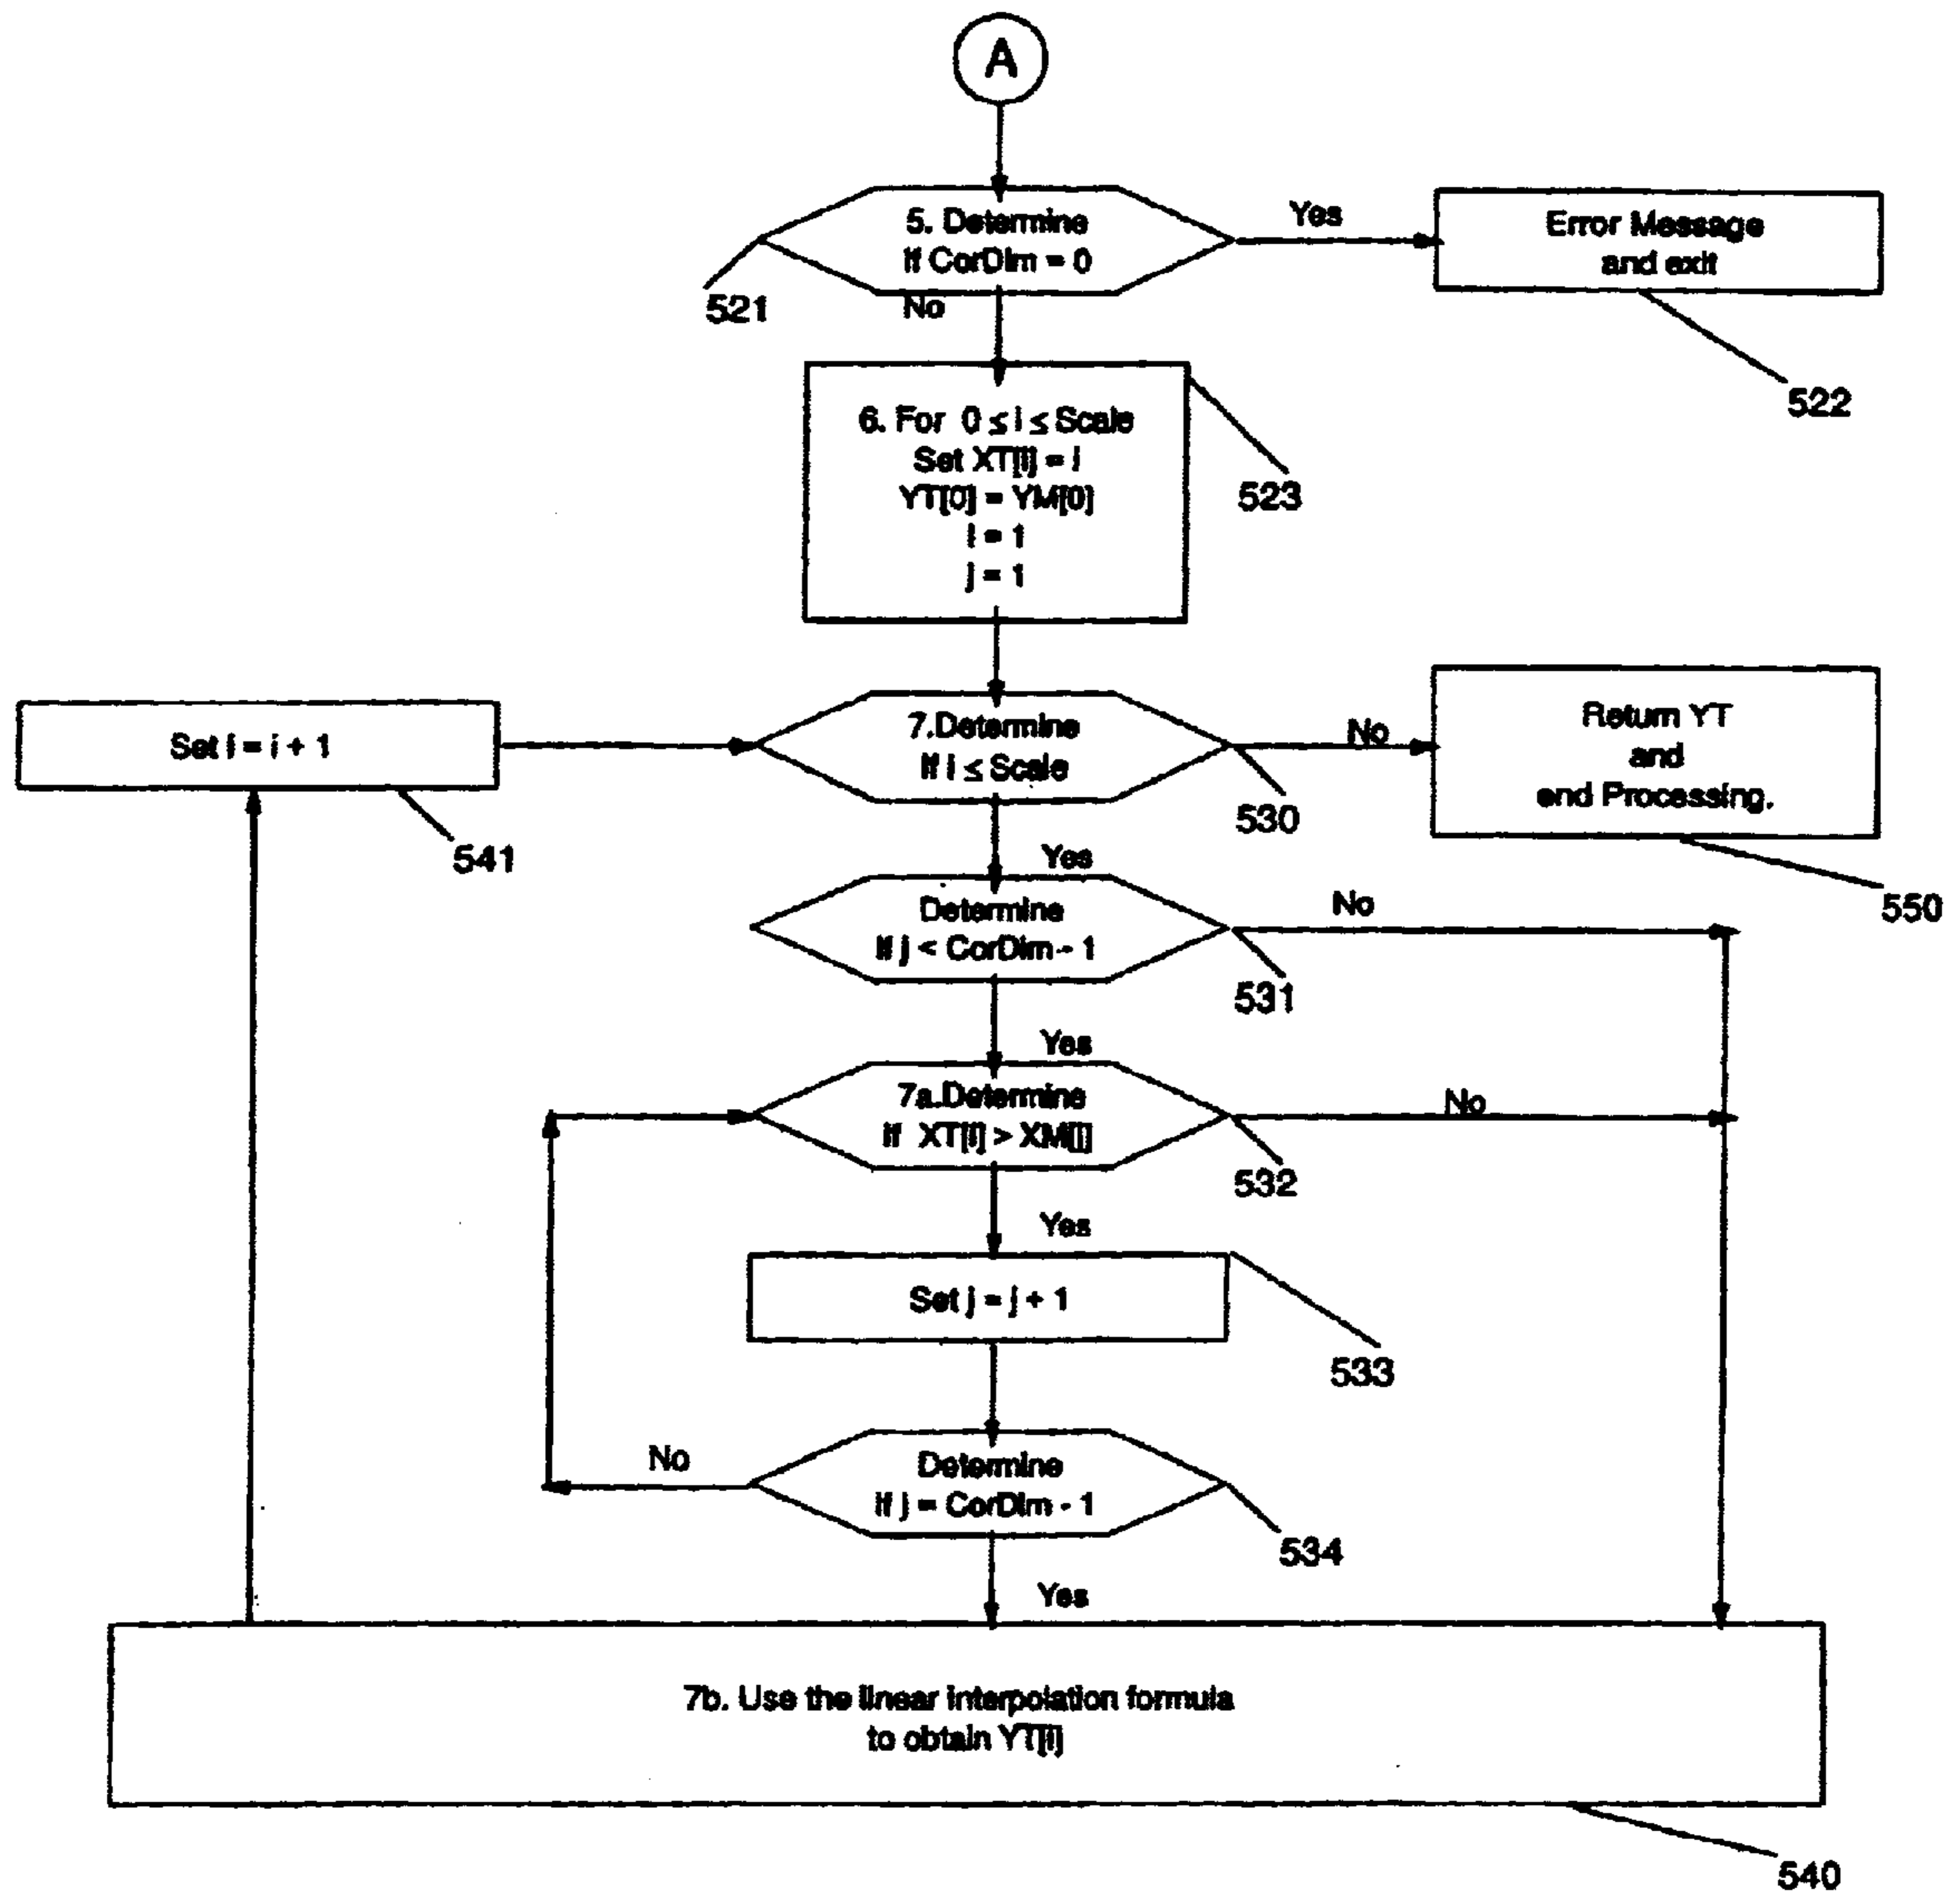 A
5. Determine
if CorDim = 0
Yes
Error Message
and exit
521
No
522
6. For 0 ≤ i ≤ Scale
Set XT[i] = i
YT[0] = YM[0]
i = 1
j = 1
523
Set i = i + 1
541
7.Determine
if i ≤ Scale
No
530
Return YT
and
end Processing.
550
Yes
Determine
if j < CorDim - 1
No
531
Yes
7a.Determine
if XT[i] > XM[j]
No
532
Yes
Set j = j + 1
533
No
Determine
if j = CorDim - 1
534
Yes
7b. Use the linear interpolation formula
to obtain YT[i]
540